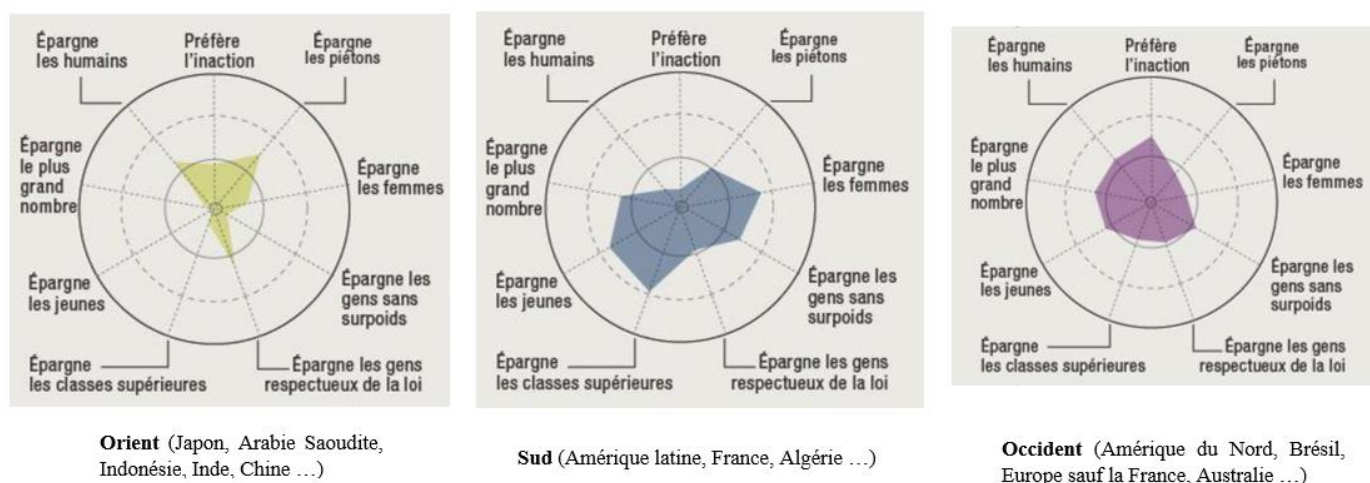 Épargne
les humains
Préfère
l'inaction
Épargne
les piétons
Épargne
le plus
grand
nombre
Épargne
les femmes
Épargne
les jeunes
Épargne les
gens sans
surpoids
Épargne
les classes supérieures
Épargne les gens
respectueux de la loi
Orient (Japon, Arabie Saoudite,
Indonésie, Inde, Chine …)
Épargne
les humains
Préfère
l'inaction
Épargne
les piétons
Épargne
le plus
grand
nombre
Épargne
les femmes
Épargne
les jeunes
Épargne les
gens sans
surpoids
Épargne
les classes supérieures
Épargne les gens
respectueux de la loi
Sud (Amérique latine, France, Algérie …)
Épargne
les humains
Préfère
l'inaction
Épargne
les piétons
Épargne
le plus
grand
nombre
Épargne
les femmes
Épargne
les jeunes
Épargne les
gens sans
surpoids
Épargne
les classes supérieures
Épargne les gens
respectueux de la loi
Occident (Amérique du Nord, Brésil,
Europe sauf la France, Australie …)